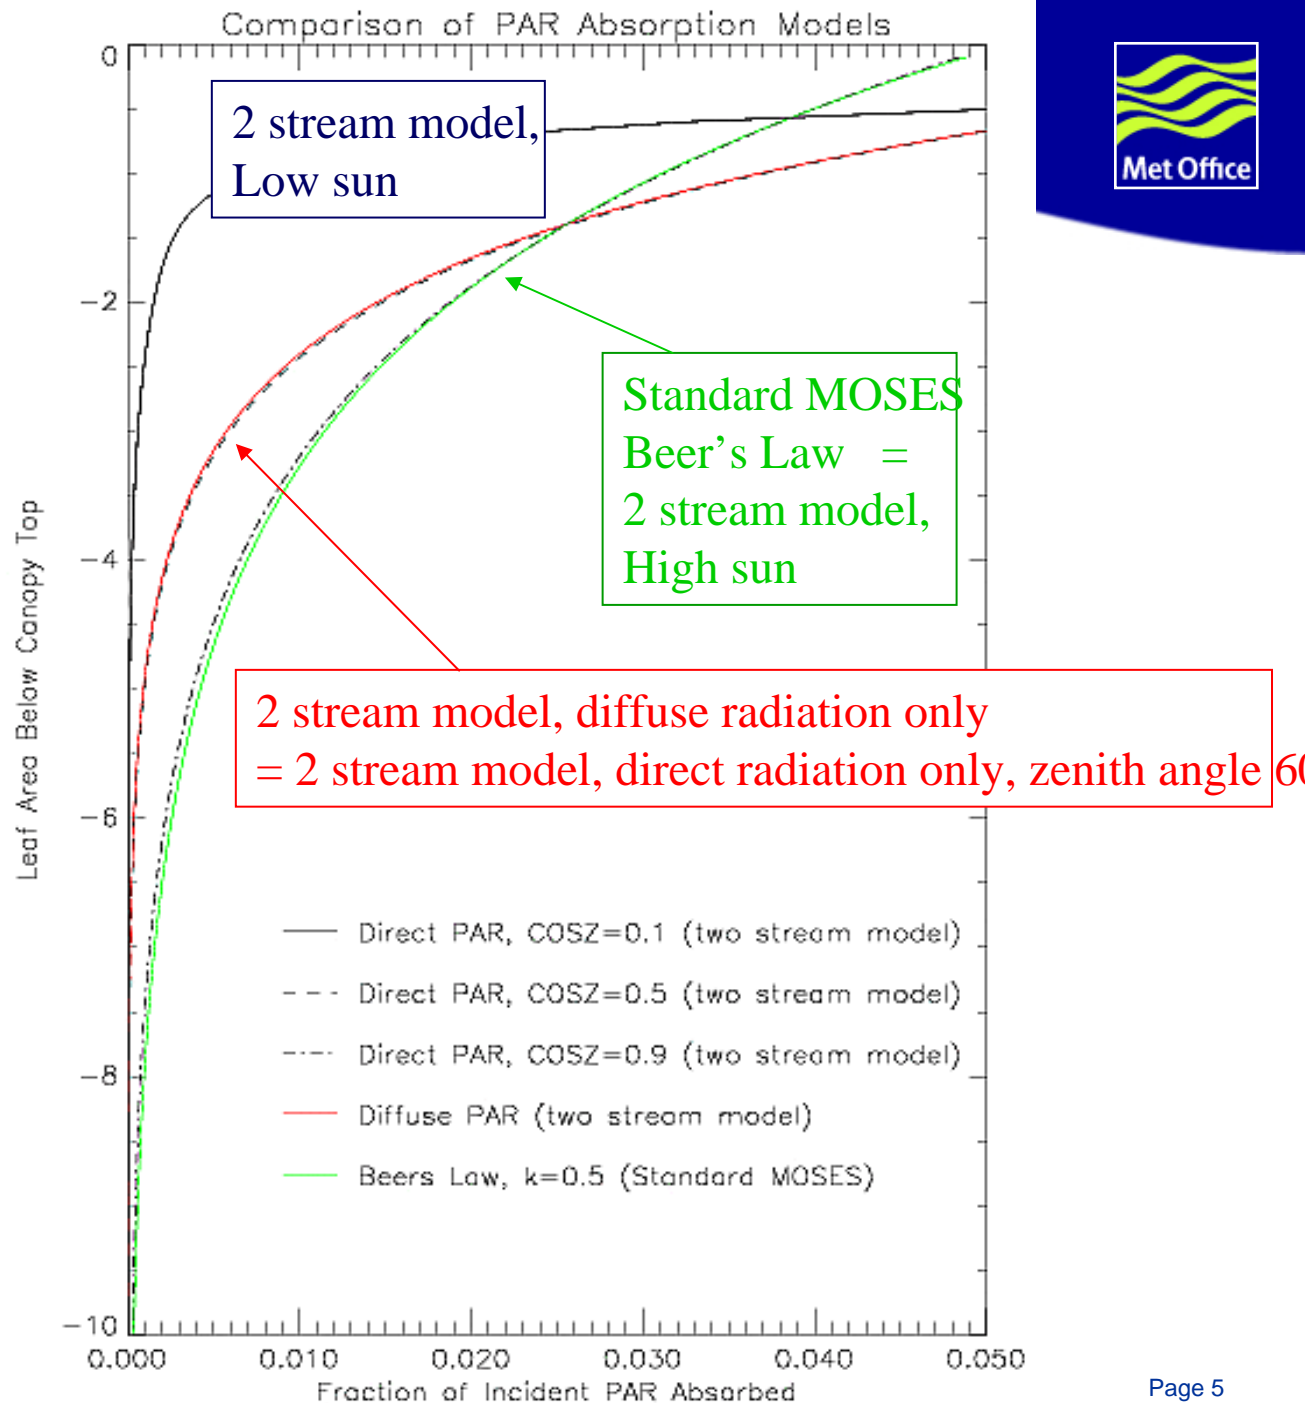 Comparison of PAR Absorption Models
Met Office
2 stream model,
Low sun
Standard MOSES
Beer's Law =
2 stream model,
High sun
2 stream model, diffuse radiation only
= 2 stream model, direct radiation only, zenith angle 60
Leaf Area Below Canopy Top
0
-2
-4
-6
-8
-10
Direct PAR, COSZ=0.1 (two stream model)
Direct PAR, COSZ=0.5 (two stream model)
Direct PAR, COSZ=0.9 (two stream model)
Diffuse PAR (two stream model)
Beers Law, k=0.5 (Standard MOSES)
0.000 0.010 0.020 0.030 0.040 0.050
Fraction of Incident PAR Absorbed
Page 5